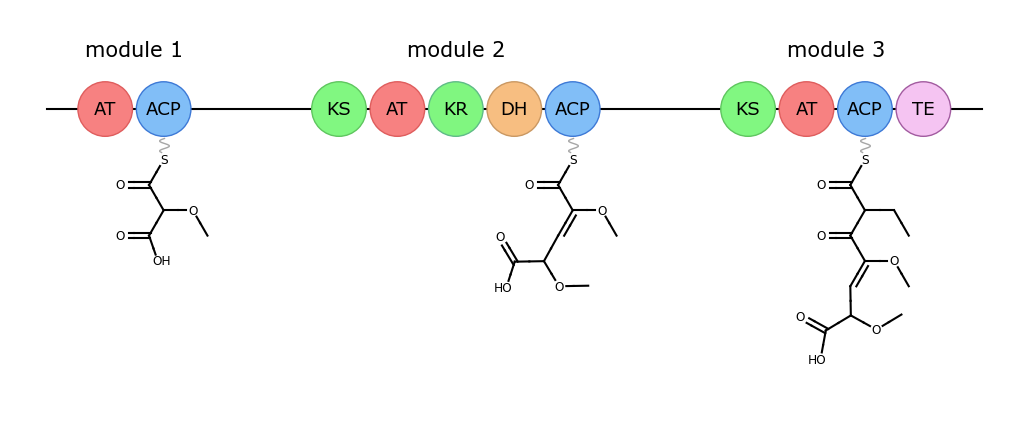 module 1 module 2 module 3
AT ACP KS AT KR DH ACP KS AT ACP TE
S S S
O O O
O O O
O O O
OH O
HO O
O O
HO